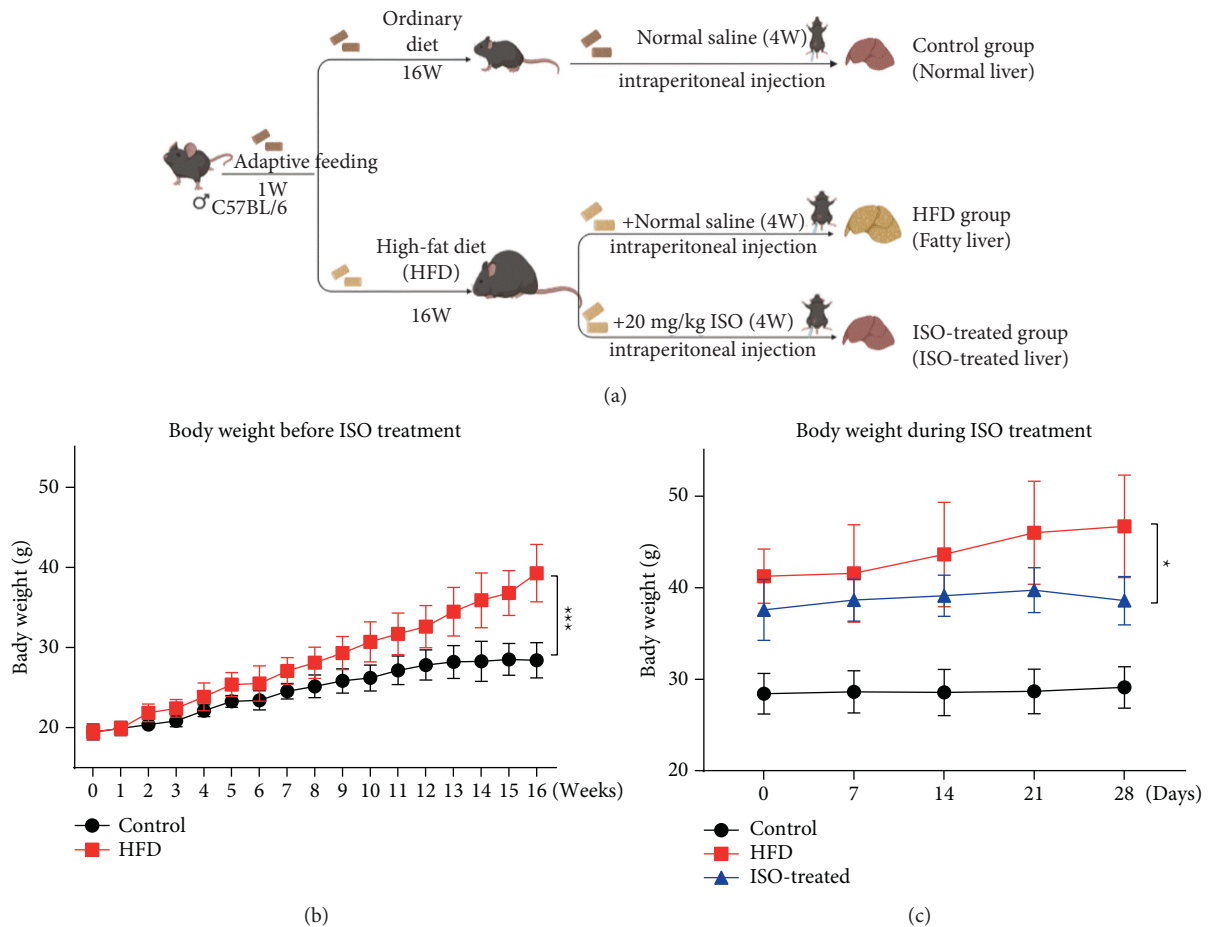 Ordinary
diet
16W
Normal saline (4W)
intraperitoneal injection
Control group
(Normal liver)
Adaptive feeding
1W
♂ C57BL/6
High-fat diet
(HFD)
16W
+Normal saline (4W)
intraperitoneal injection
HFD group
(Fatty liver)
+20 mg/kg ISO (4W)
intraperitoneal injection
ISO-treated group
(ISO-treated liver)
(a)
Body weight before ISO treatment
Bady weight (g)
50
40
30
20
***
0 1 2 3 4 5 6 7 8 9 10 11 12 13 14 15 16 (Weeks)
Control
HFD
(b)
Body weight during ISO treatment
Bady weight (g)
50
40
30
20
*
0 7 14 21 28 (Days)
Control
HFD
ISO-treated
(c)